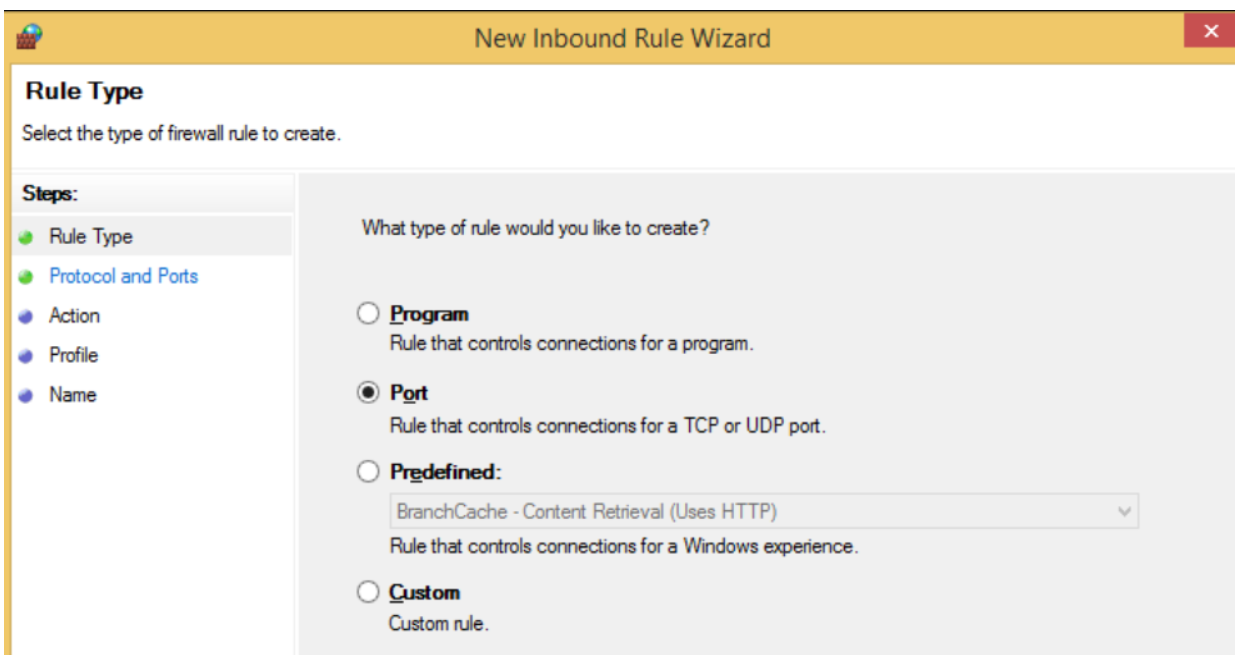 New Inbound Rule Wizard
Rule Type
Select the type of firewall rule to create.
Steps:
Rule Type
Protocol and Ports
Action
Profile
Name
What type of rule would you like to create?
Program
Rule that controls connections for a program.
Port
Rule that controls connections for a TCP or UDP port.
Predefined:
BranchCache - Content Retrieval (Uses HTTP)
Rule that controls connections for a Windows experience.
Custom
Custom rule.